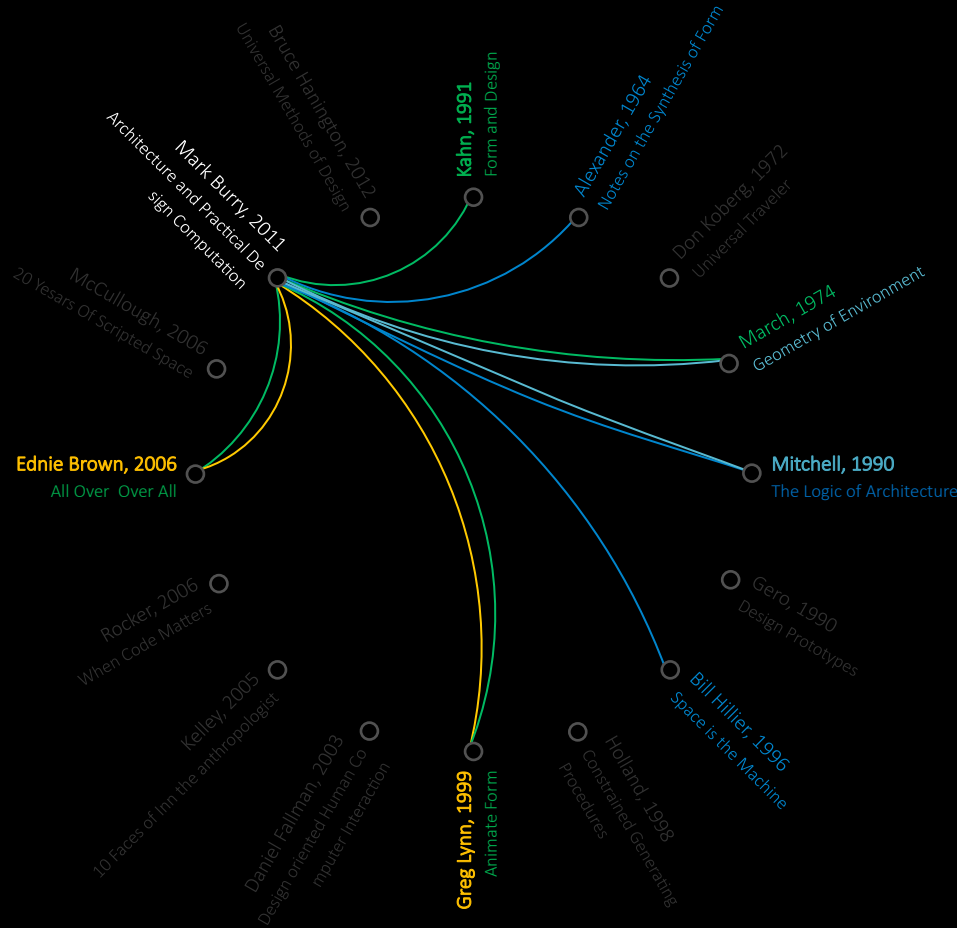 Kahn, 1991
Form and Design
Alexander, 1964
Notes on the Synthesis of Form
Don Koberg, 1972
Universal Traveler
March, 1974
Geometry of Environment
Mitchell, 1990
The Logic of Architecture
Gero, 1990
Design Prototypes
Bill Hillier, 1996
Space is the Machine
Holland, 1998
Constrained Generating
Procedures
Greg Lynn, 1999
Animate Form
Daniel Fallman, 2003
Design oriented Human Co
mputer Interaction
Kelley, 2005
10 Faces of Inn the anthropologist
Rocker, 2006
When Code Matters
Ednie Brown, 2006
All Over  Over All
McCullough, 2006
20 Yesars Of Scripted Space
Mark Burry, 2011
Architecture and Practical De
sign Computation
Bruce Hanington, 2012
Universal Methods of Design